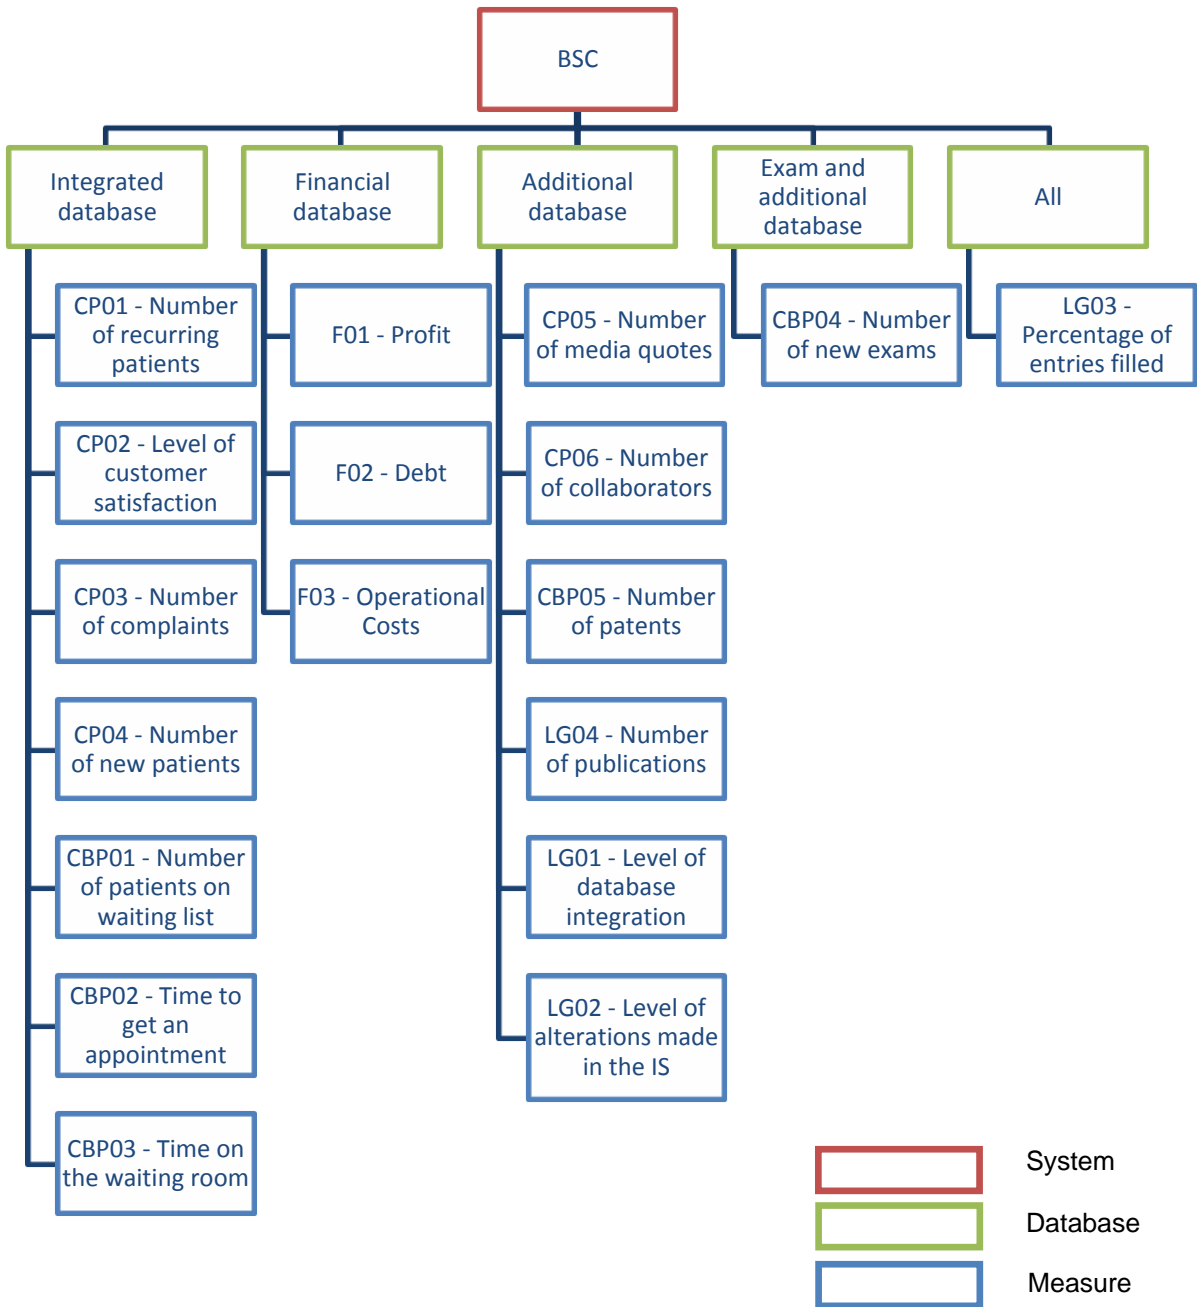 BSC
Integrated
database
Financial
database
Additional
database
Exam and
additional
database
All
CP01 - Number
of recurring
patients
CP02 - Level of
customer
satisfaction
CP03 - Number
of complaints
CP04 - Number
of new patients
CBP01 - Number
of patients on
waiting list
CBP02 - Time to
get an
appointment
CBP03 - Time on
the waiting room
F01 - Profit
F02 - Debt
F03 - Operational
Costs
CP05 - Number
of media quotes
CP06 - Number
of collaborators
CBP05 - Number
of patents
LG04 - Number
of publications
LG01 - Level of
database
integration
LG02 - Level of
alterations made
in the IS
CBP04 - Number
of new exams
LG03 -
Percentage of
entries filled
System
Database
Measure